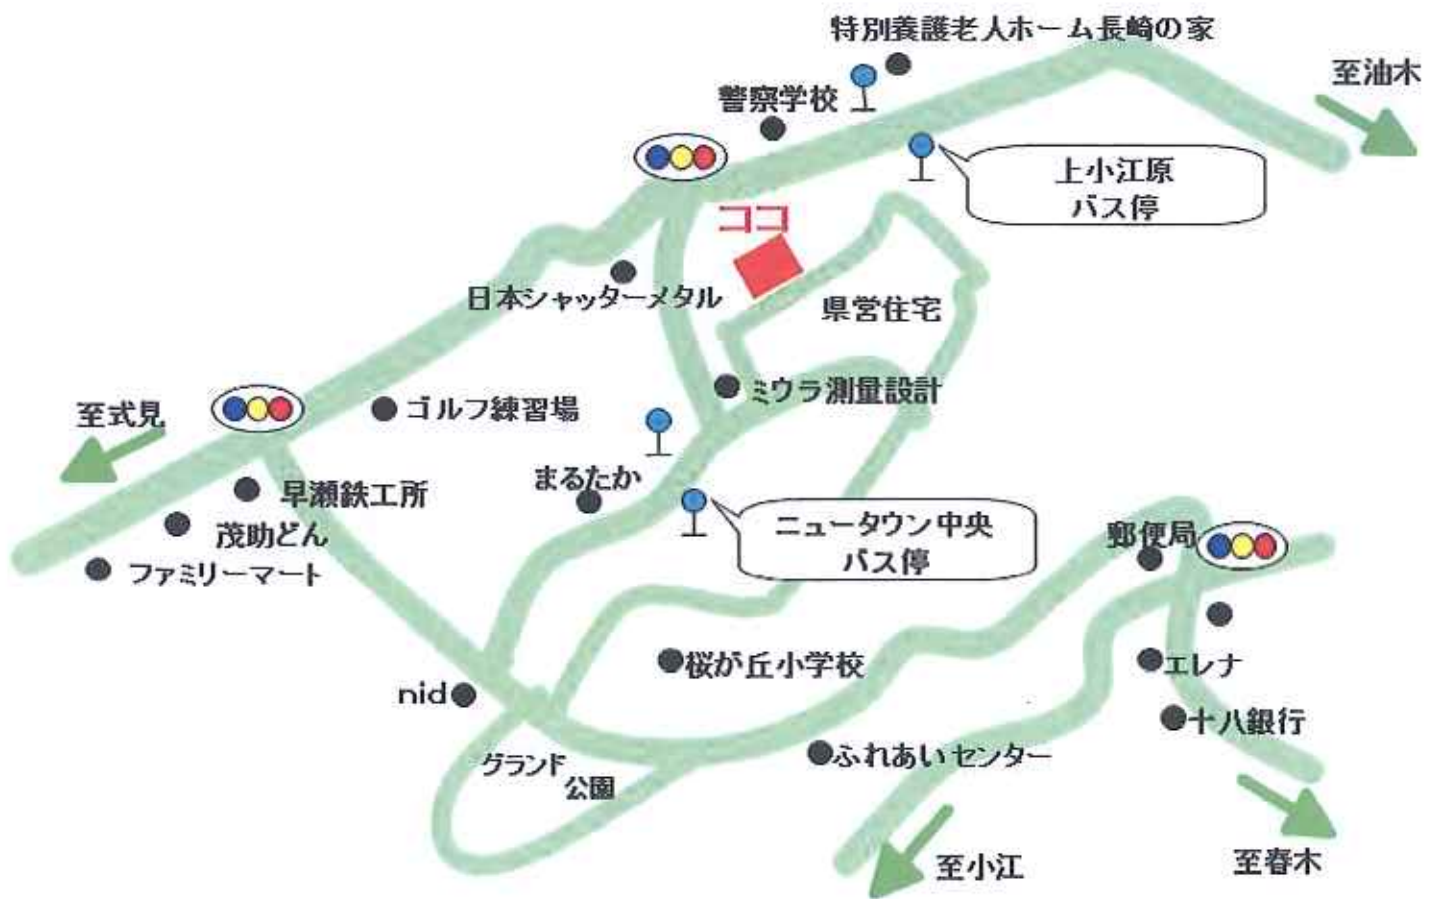 特別養護老人ホーム長崎の家
至油木
警察学校
上小江原
バス停
ココ
日本シャッターメタル
県営住宅
ミウラ測量設計
ゴルフ練習場
至式見
まるたか
早瀬鉄工所
ニュータウン中央
バス停
茂助どん
郵便局
ファミリーマート
桜が丘小学校
エレナ
nid
十八銀行
グランド
公園
ふれあいセンター
至小江
至春木